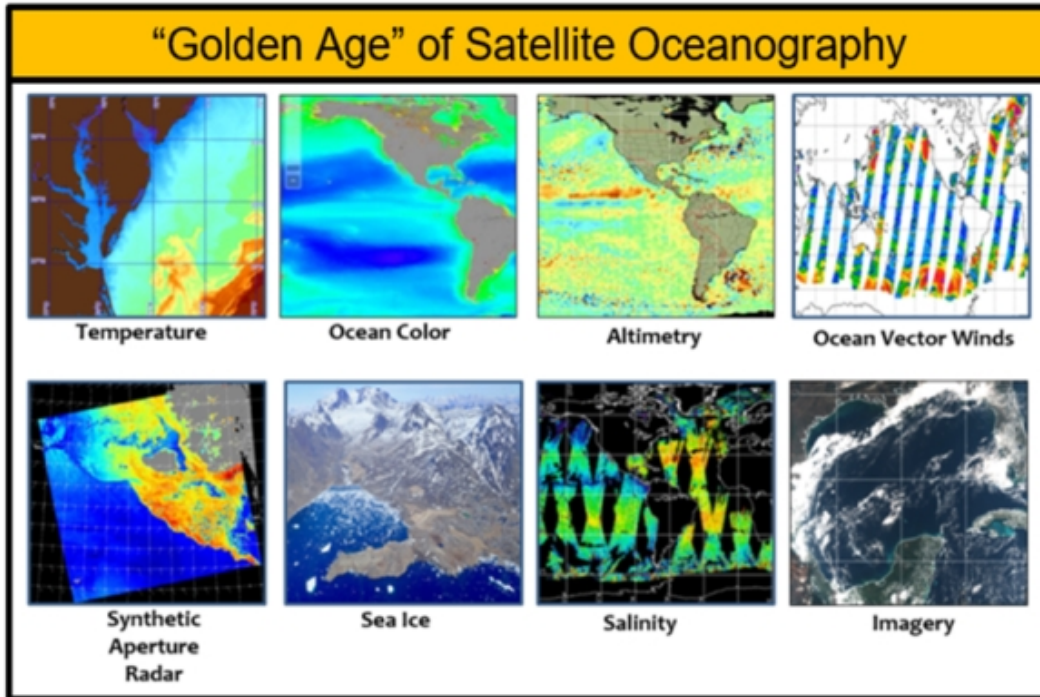 “Golden Age” of Satellite Oceanography
Temperature
Ocean Color
Altimetry
Ocean Vector Winds
Synthetic
Aperture
Radar
Sea Ice
Salinity
Imagery